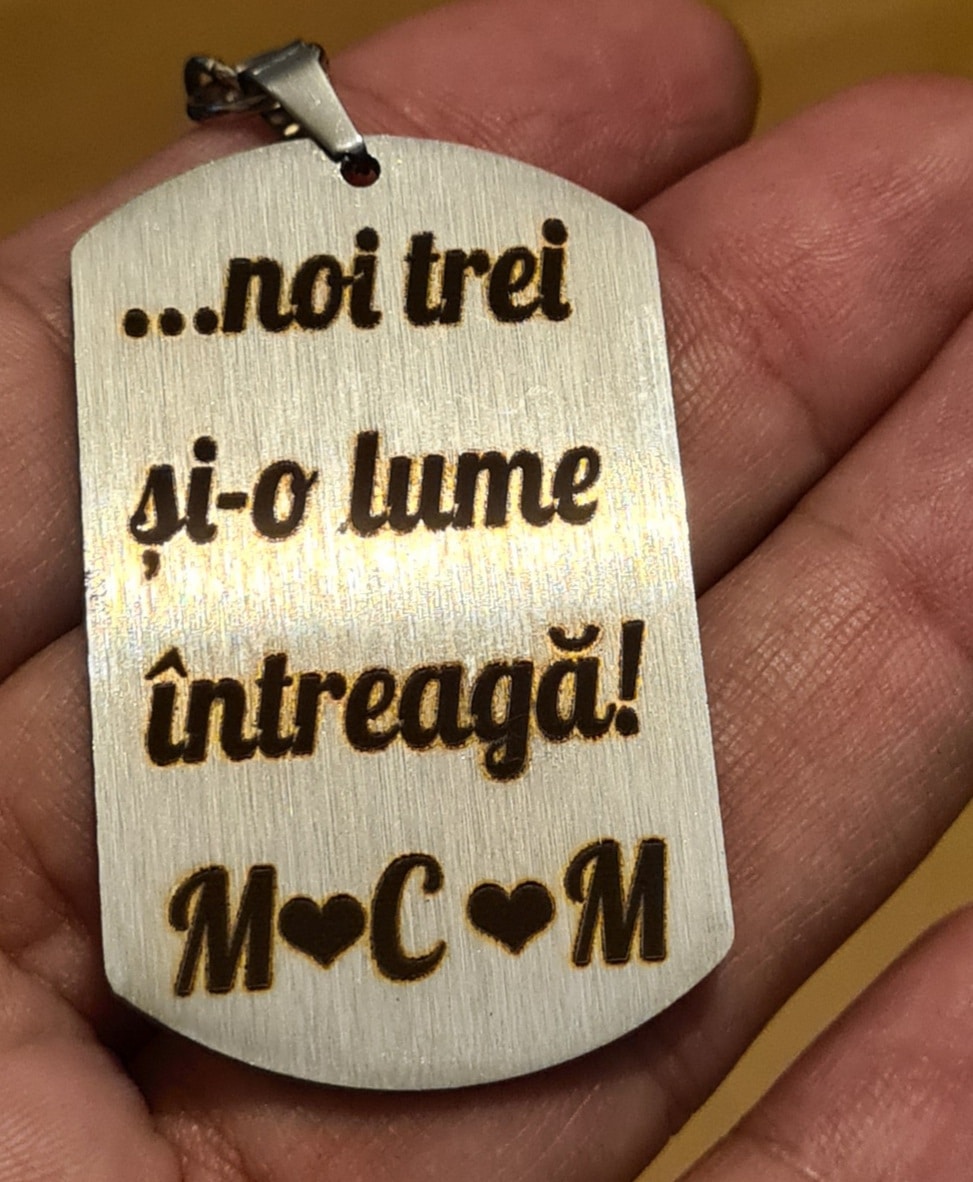 ...noi trei
și-o lume
întreagă!
M♥C♥M